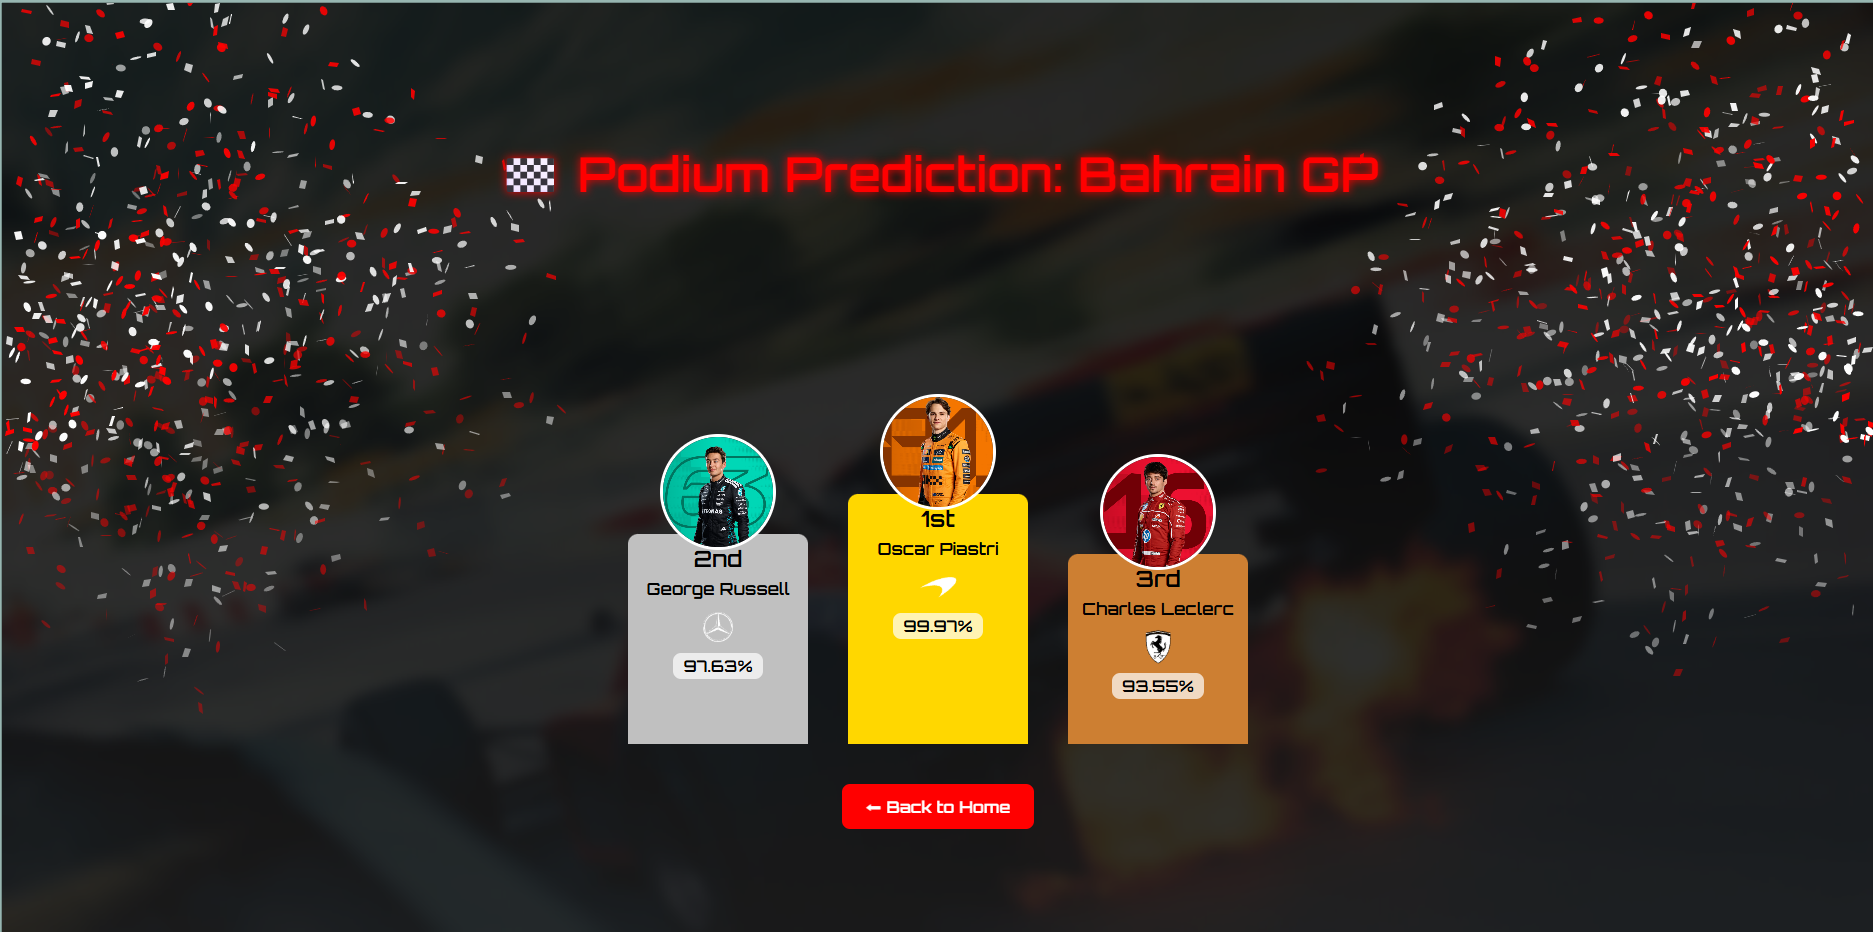 Podium Prediction: Bahrain GP
1st
Oscar Piastri
99.97%
2nd
George Russell
97.63%
3rd
Charles Leclerc
93.55%
← Back to Home